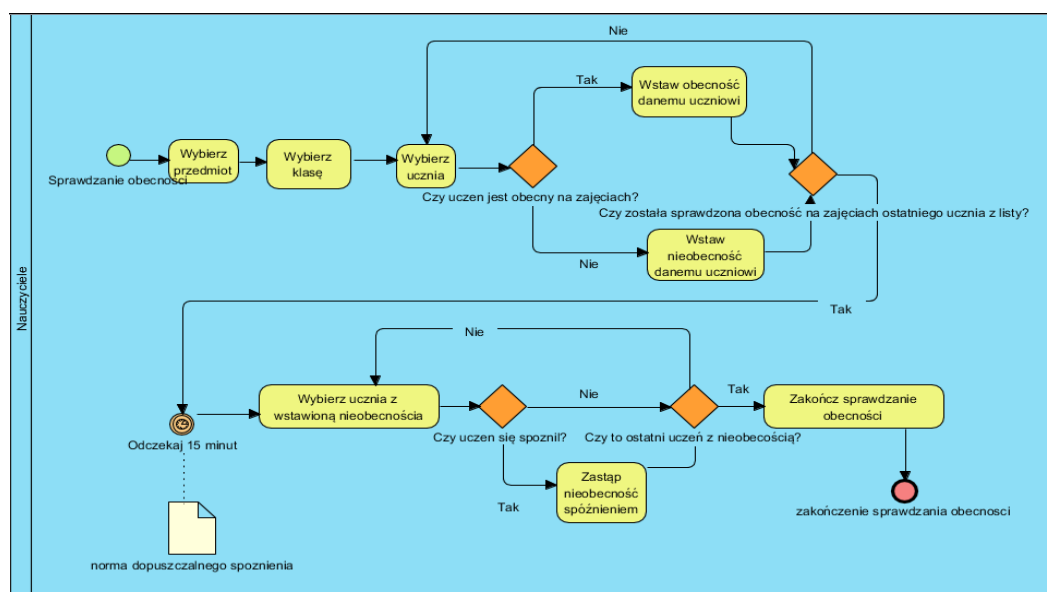 Nauczyciele
Nie
Tak
Wstaw obecność
danemu uczniowi
Sprawdzanie obecności
Wybierz
przedmiot
Wybierz
klasę
Wybierz
ucznia
Czy uczen jest obecny na zajęciach?
Czy została sprawdzona obecność na zajęciach ostatniego ucznia z listy?
Nie
Wstaw
nieobecność
danemu uczniowi
Tak
Nie
Odczekaj 15 minut
Wybierz ucznia z
wstawioną nieobecnościa
Czy uczen się spoznil?
Nie
Czy to ostatni uczeń z nieobecością?
Tak
Zakończ sprawdzanie
obecności
Tak
Zastąp
nieobecność
spóźnieniem
zakończenie sprawdzania obecnosci
norma dopuszczalnego spoznienia